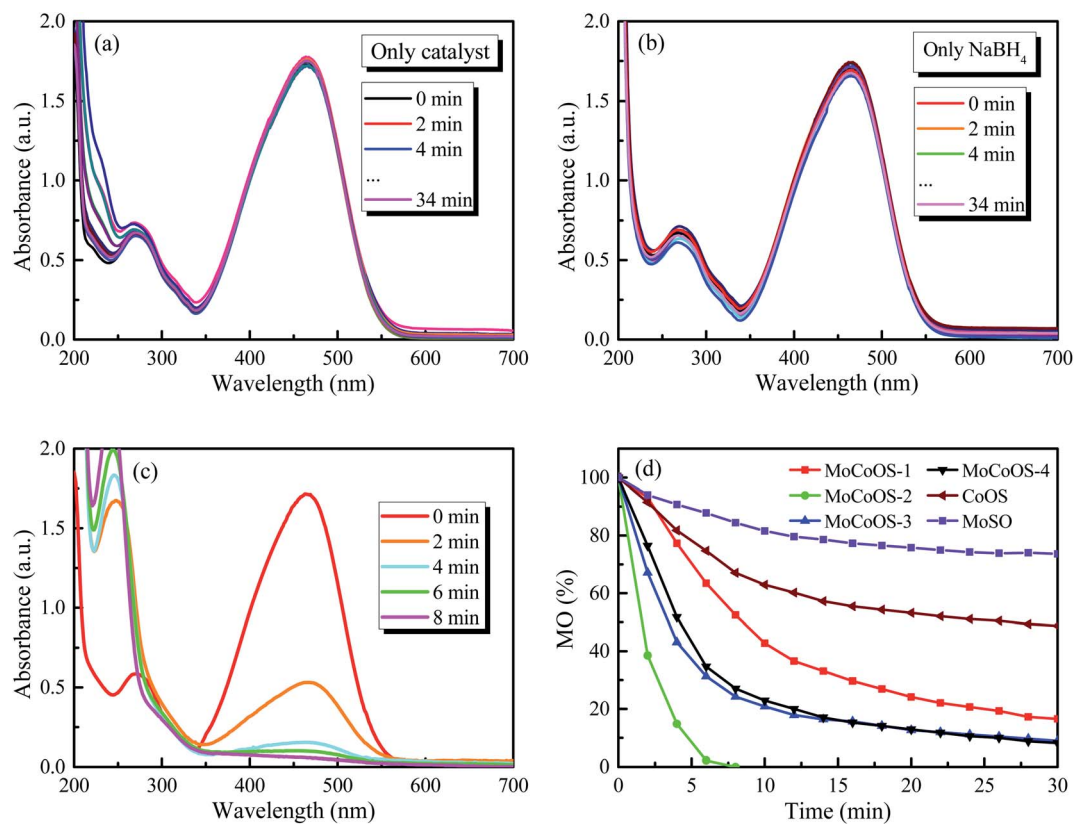 (a)
Only catalyst
0 min
2 min
4 min
...
34 min
Absorbance (a.u.)
2.0
1.5
1.0
0.5
0.0
200 300 400 500 600 700
Wavelength (nm)
(b)
Only NaBH4
0 min
2 min
4 min
...
34 min
Absorbance (a.u.)
2.0
1.5
1.0
0.5
0.0
200 300 400 500 600 700
Wavelength (nm)
(c)
0 min
2 min
4 min
6 min
8 min
Absorbance (a.u.)
2.0
1.5
1.0
0.5
0.0
200 300 400 500 600 700
Wavelength (nm)
(d)
MoCoOS-1 MoCoOS-4
MoCoOS-2 CoOS
MoCoOS-3 MoSO
MO (%)
100
80
60
40
20
0
0 5 10 15 20 25 30
Time (min)